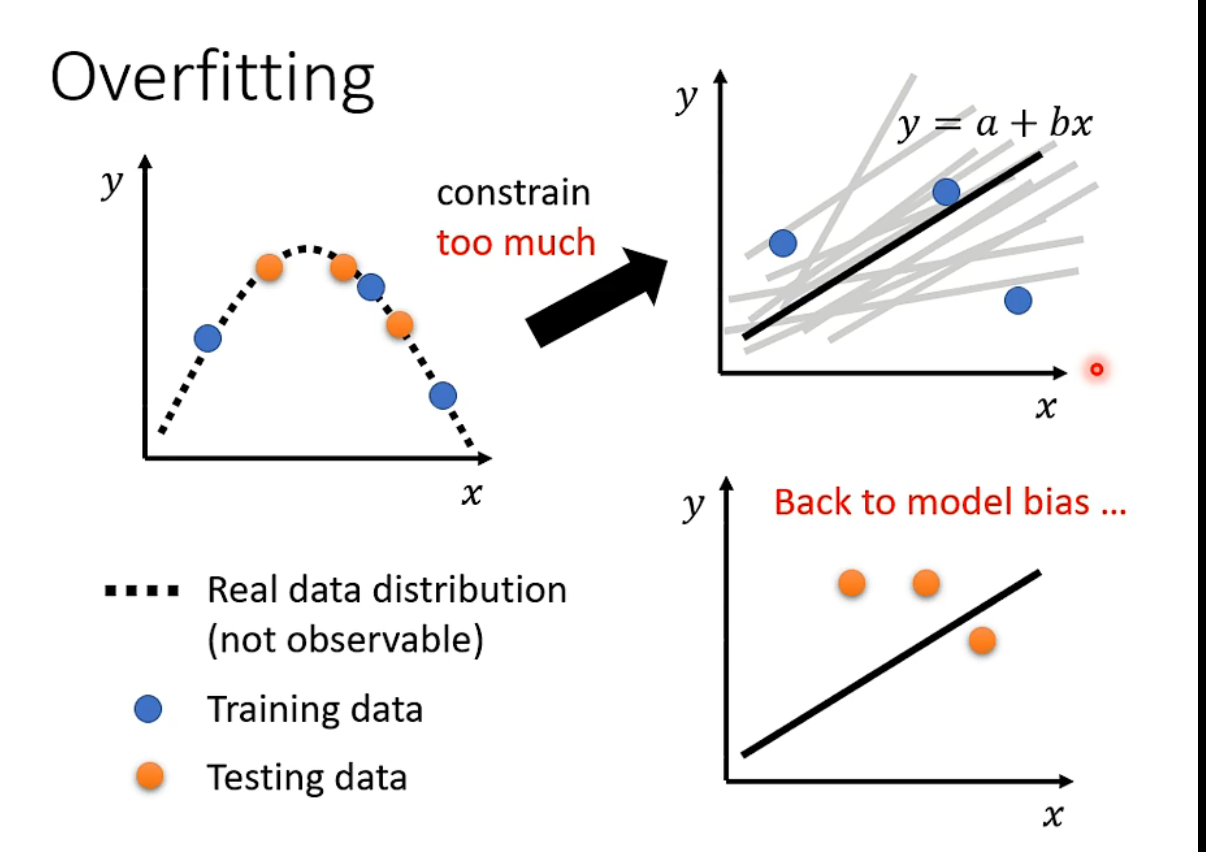 Overfitting
y
x
constrain
too much
y
y = a + bx
x
y
Back to model bias ...
x
Real data distribution
(not observable)
Training data
Testing data